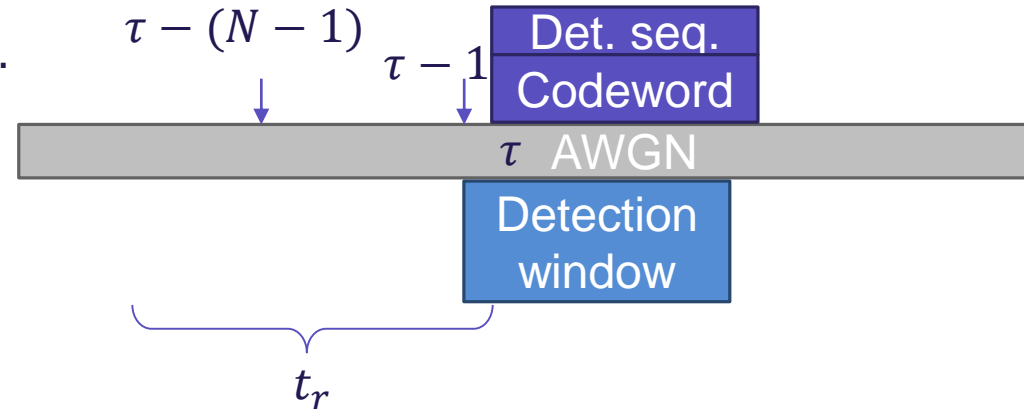 τ − (N − 1)
.
τ − 1
Det. seq.
Codeword
τ AWGN
Detection
window
t_r